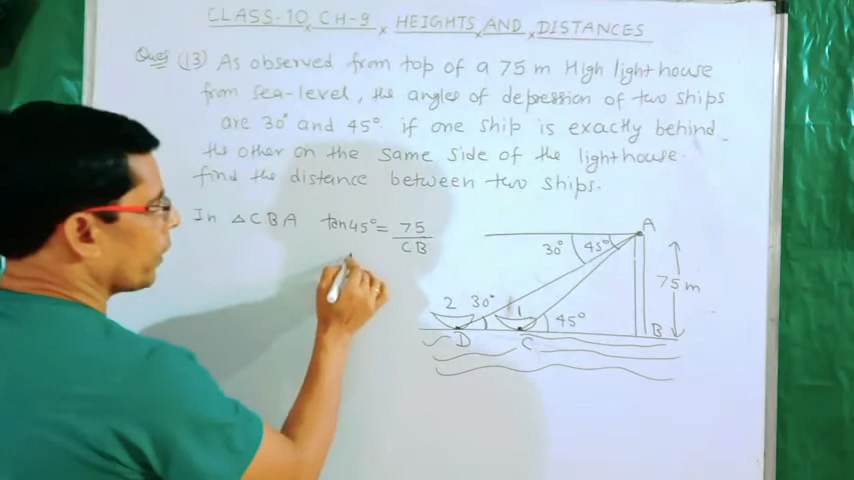 CLASS-10, CH-9 HEIGHTS AND DISTANCES
Ques (13) As observed from top of a 75 m High light house
from sea-level, the angles of depression of two ships
are 30° and 45°. if one ship is exactly behind
the other on the same side of the light house.
find the distance between two ships.
In △CBA tan45° = 75
CB
A
30° 45°
75 m
2 30° 1 45°
D C B